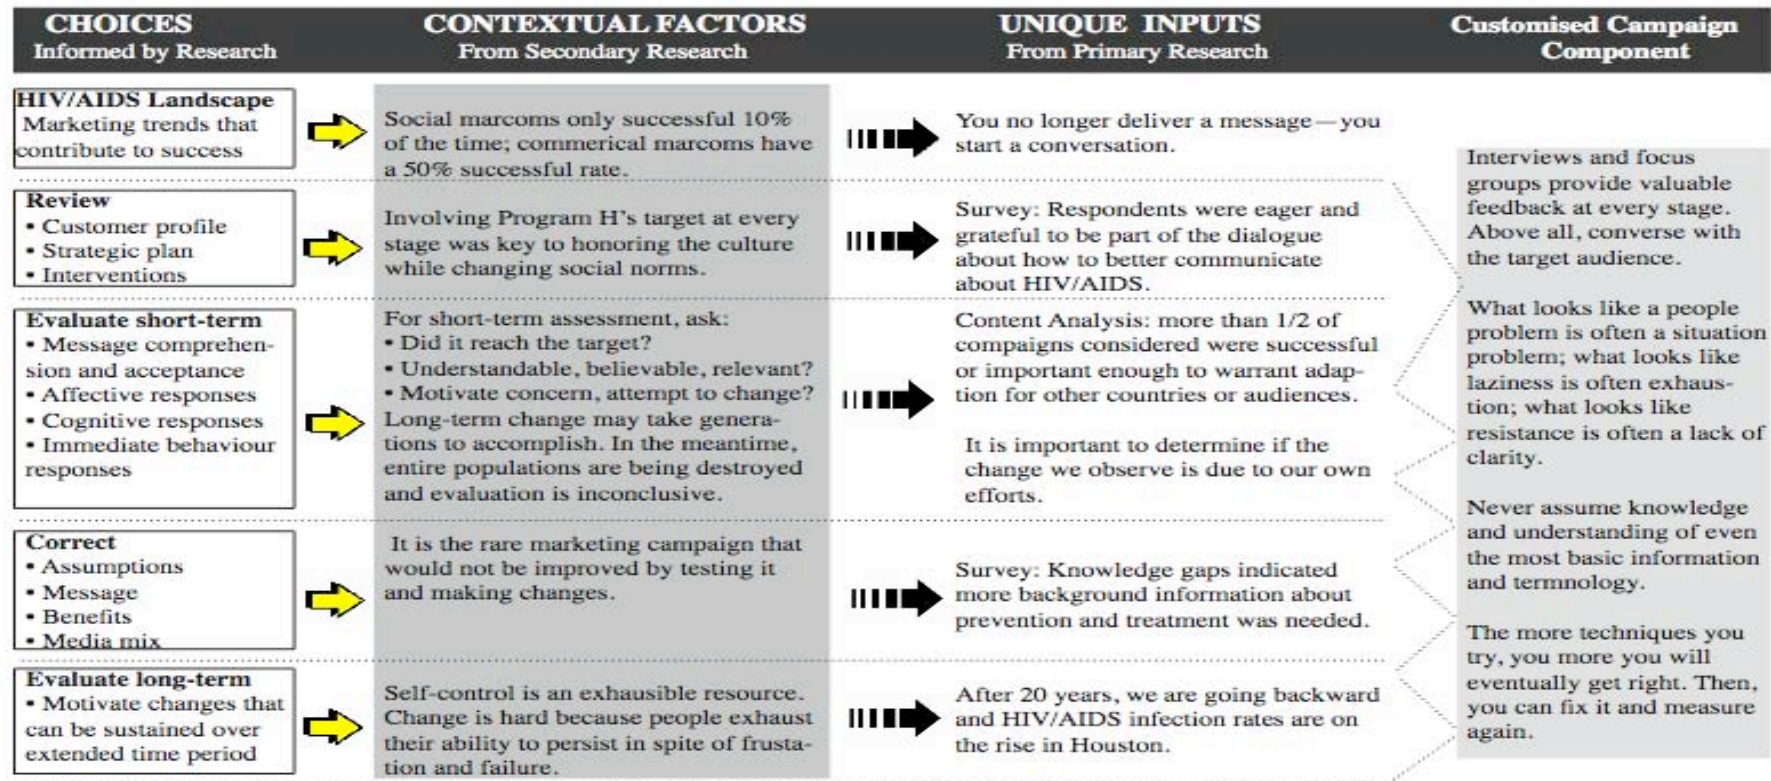 CHOICES
Informed by Research
CONTEXTUAL FACTORS
From Secondary Research
UNIQUE INPUTS
From Primary Research
Customised Campaign
Component
HIV/AIDS Landscape
Marketing trends that
contribute to success
Social marcoms only successful 10%
of the time; commerical marcoms have
a 50% successful rate.
You no longer deliver a message—you
start a conversation.
Review
• Customer profile
• Strategic plan
• Interventions
Involving Program H's target at every
stage was key to honoring the culture
while changing social norms.
Survey: Respondents were eager and
grateful to be part of the dialogue
about how to better communicate
about HIV/AIDS.
Evaluate short-term
• Message comprehen-
sion and acceptance
• Affective responses
• Cognitive responses
• Immediate behaviour
responses
For short-term assessment, ask:
• Did it reach the target?
• Understandable, believable, relevant?
• Motivate concern, attempt to change?
Long-term change may take genera-
tions to accomplish. In the meantime,
entire populations are being destroyed
and evaluation is inconclusive.
Content Analysis: more than 1/2 of
compaigns considered were successful
or important enough to warrant adap-
tion for other countries or audiences.
It is important to determine if the
change we observe is due to our own
efforts.
Correct
• Assumptions
• Message
• Benefits
• Media mix
It is the rare marketing campaign that
would not be improved by testing it
and making changes.
Survey: Knowledge gaps indicated
more background information about
prevention and treatment was needed.
Evaluate long-term
• Motivate changes that
can be sustained over
extended time period
Self-control is an exhausible resource.
Change is hard because people exhaust
their ability to persist in spite of frusta-
tion and failure.
After 20 years, we are going backward
and HIV/AIDS infection rates are on
the rise in Houston.
Interviews and focus
groups provide valuable
feedback at every stage.
Above all, converse with
the target audience.
What looks like a people
problem is often a situation
problem; what looks like
laziness is often exhaus-
tion; what looks like
resistance is often a lack of
clarity.
Never assume knowledge
and understanding of even
the most basic information
and termnology.
The more techniques you
try, you more you will
eventually get right. Then,
you can fix it and measure
again.